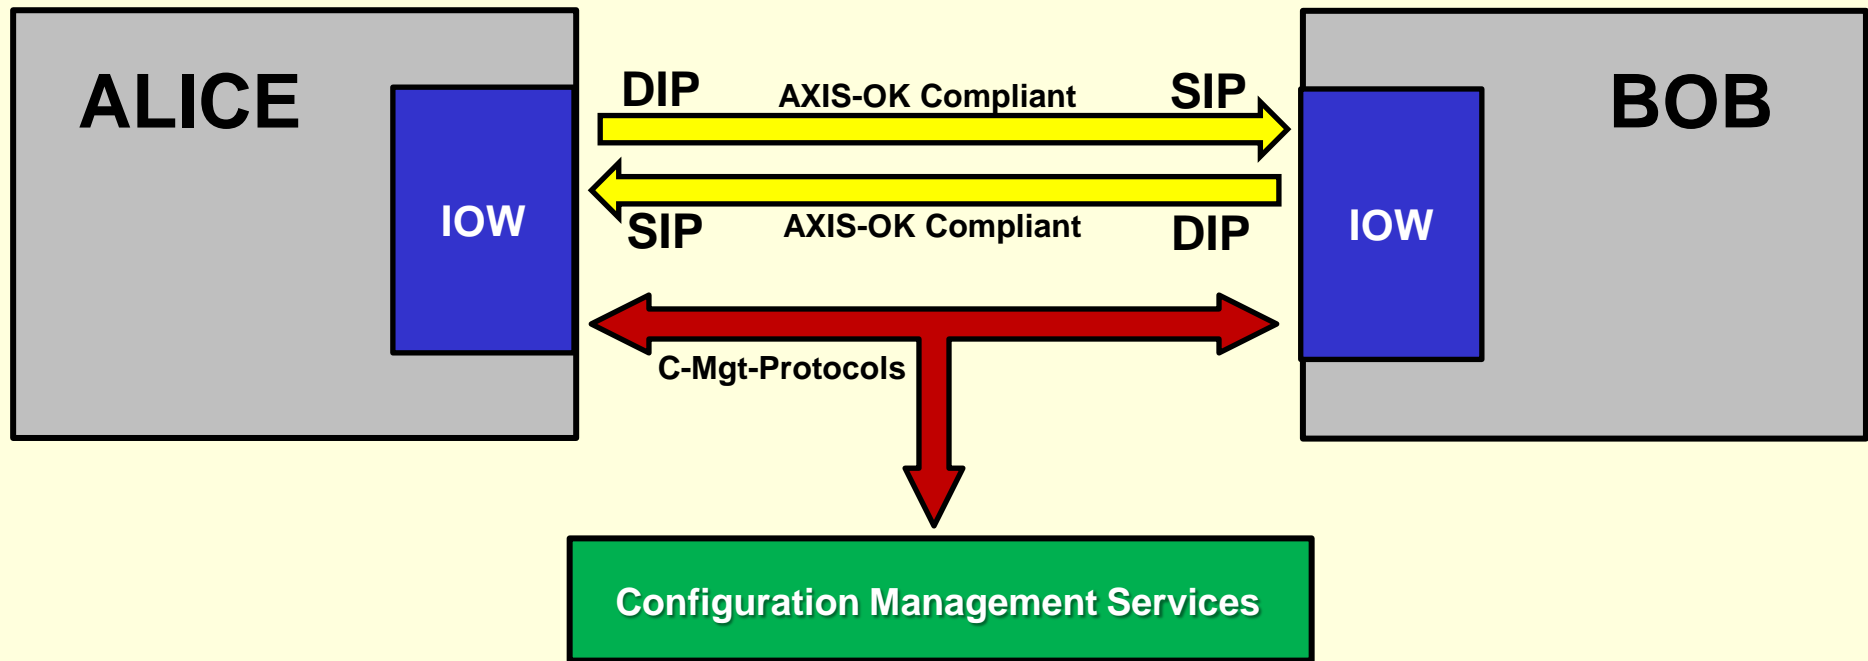 ALICE
IOW
DIP
AXIS-OK Compliant
SIP
SIP
AXIS-OK Compliant
DIP
C-Mgt-Protocols
BOB
IOW
Configuration Management Services